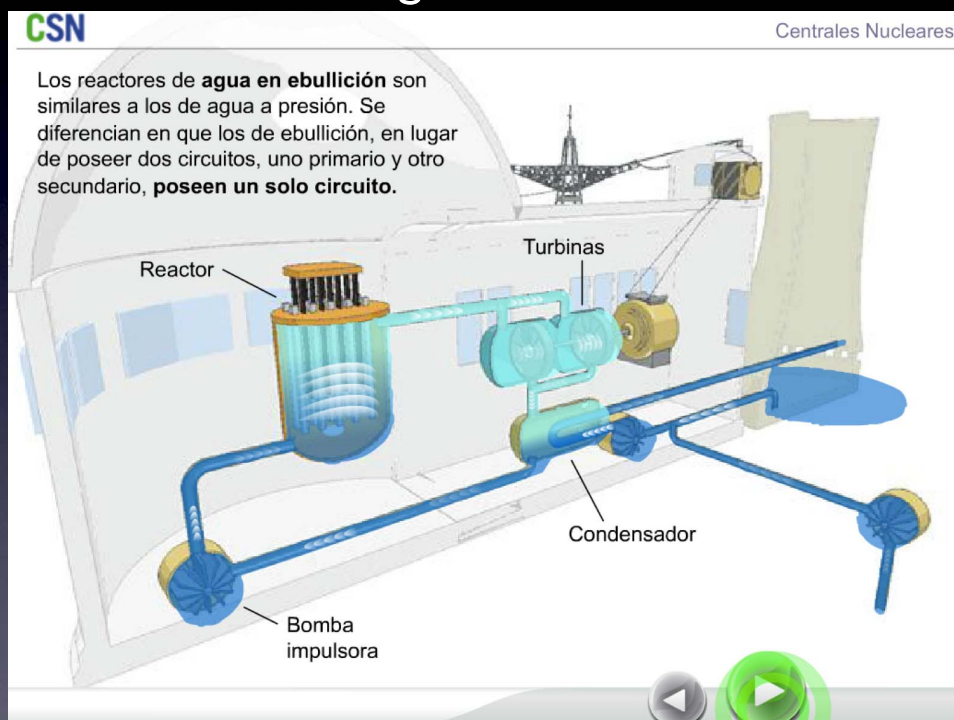 CSN
Centrales Nucleares
Los reactores de agua en ebullición son
similares a los de agua a presión. Se
diferencian en que los de ebullición, en lugar
de poseer dos circuitos, uno primario y otro
secundario, poseen un solo circuito.
Turbinas
Reactor
Condensador
Bomba
impulsora